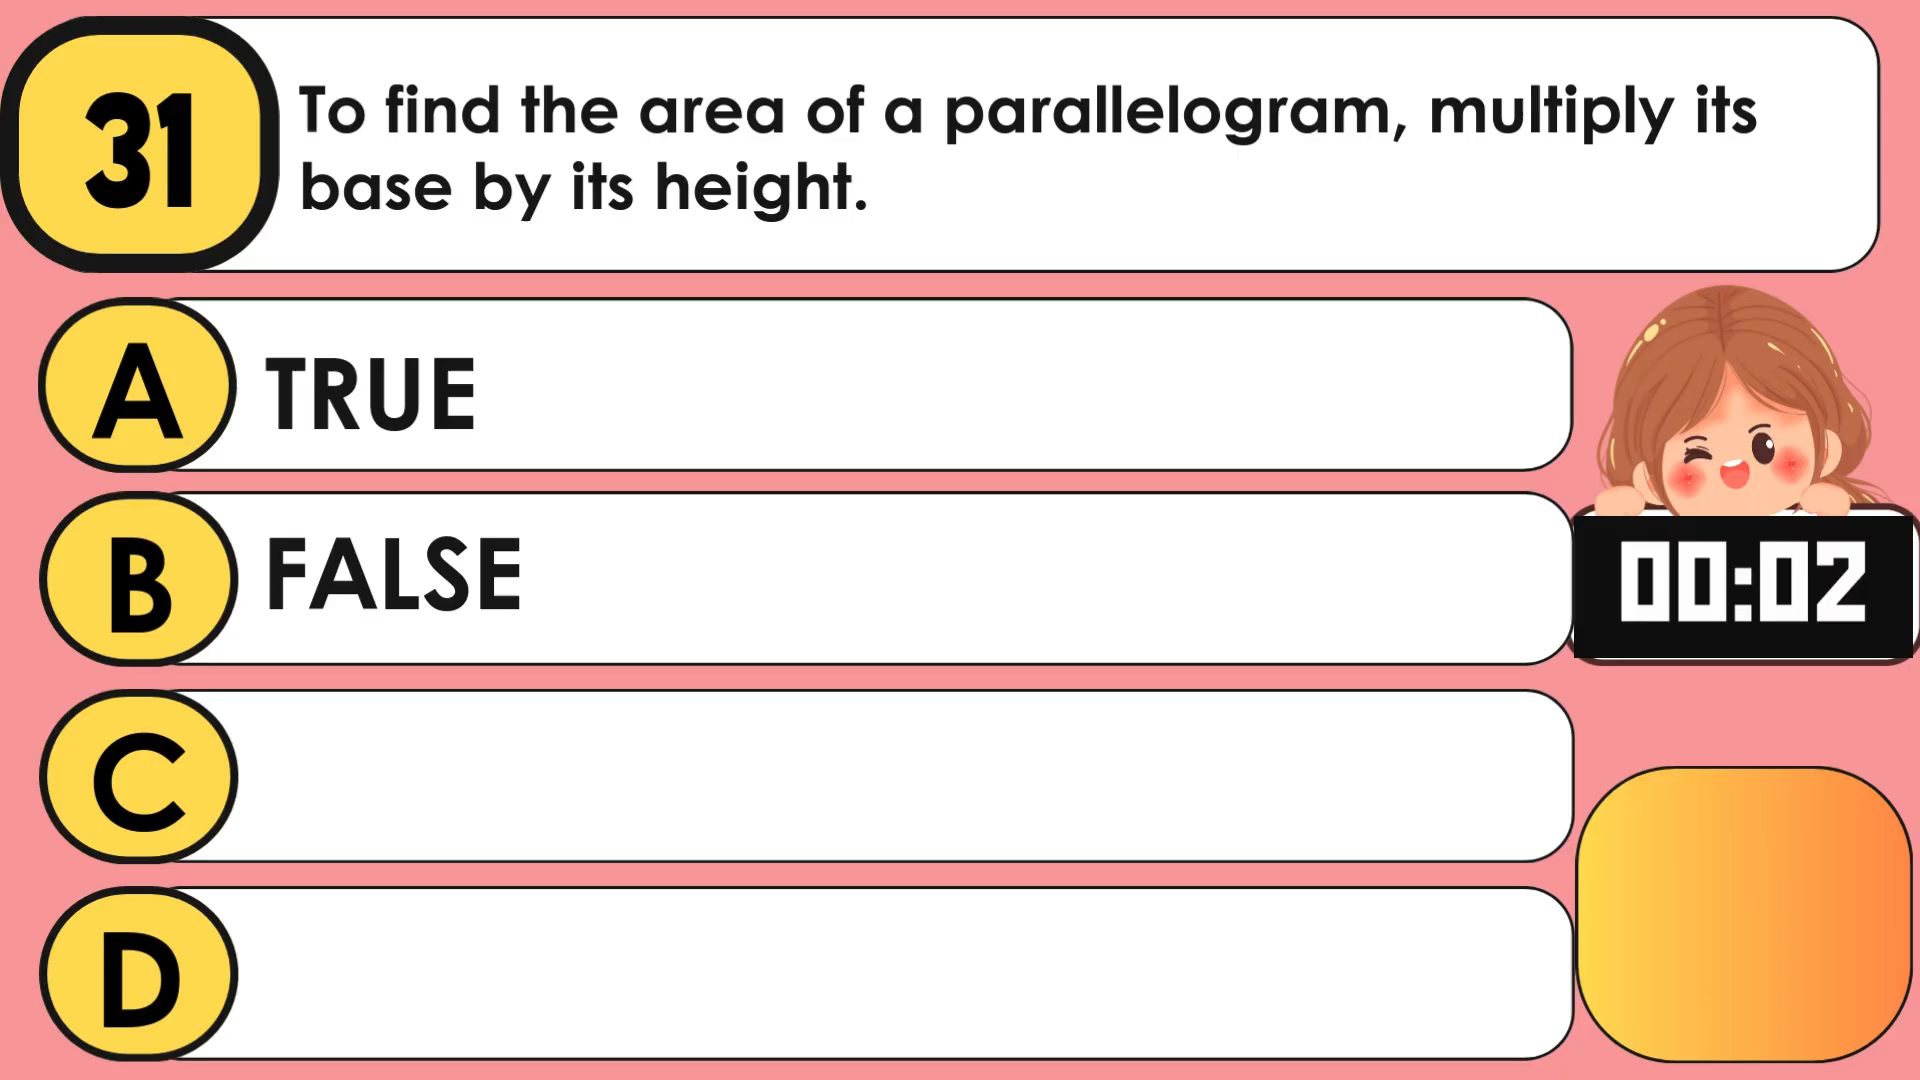 31
To find the area of a parallelogram, multiply its
base by its height.
A
TRUE
B
FALSE
00:02
C
D